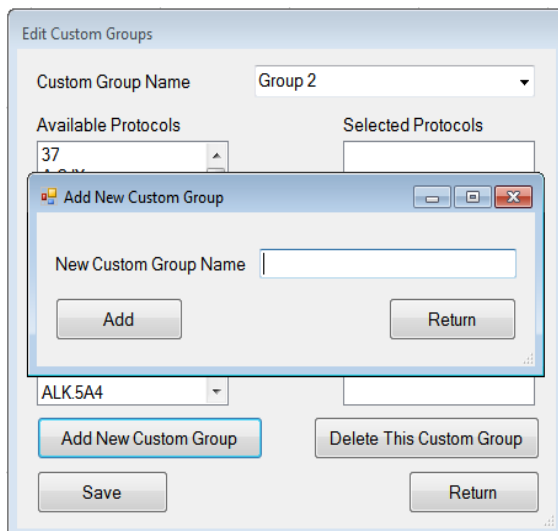 Edit Custom Groups
Custom Group Name Group 2
Available Protocols Selected Protocols
37
Add New Custom Group
New Custom Group Name
Add Return
ALK.5A4
Add New Custom Group Delete This Custom Group
Save Return